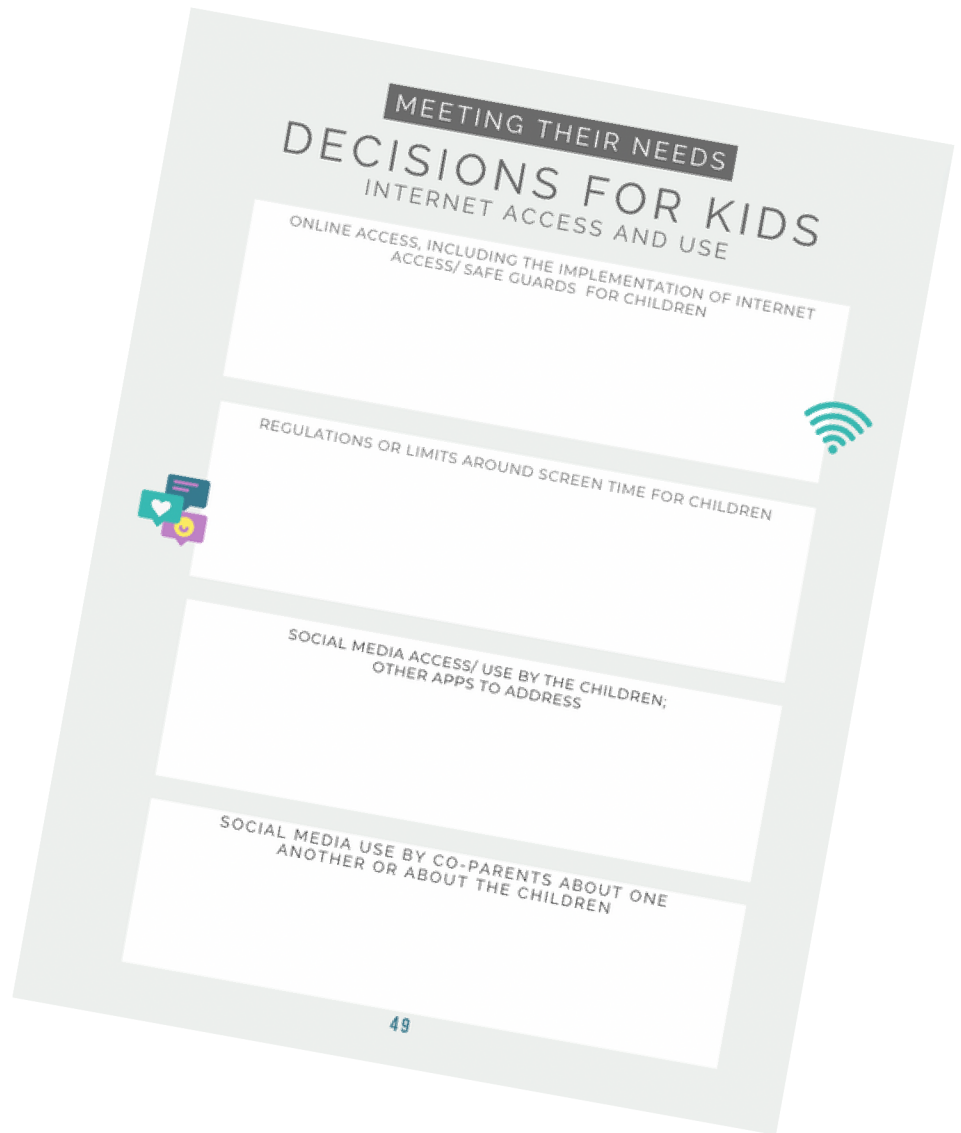 MEETING THEIR NEEDS
DECISIONS FOR KIDS
INTERNET ACCESS AND USE
ONLINE ACCESS, INCLUDING THE IMPLEMENTATION OF INTERNET
ACCESS/ SAFE GUARDS FOR CHILDREN
REGULATIONS OR LIMITS AROUND SCREEN TIME FOR CHILDREN
SOCIAL MEDIA ACCESS/ USE BY THE CHILDREN;
OTHER APPS TO ADDRESS
SOCIAL MEDIA USE BY CO-PARENTS ABOUT ONE
ANOTHER OR ABOUT THE CHILDREN
49